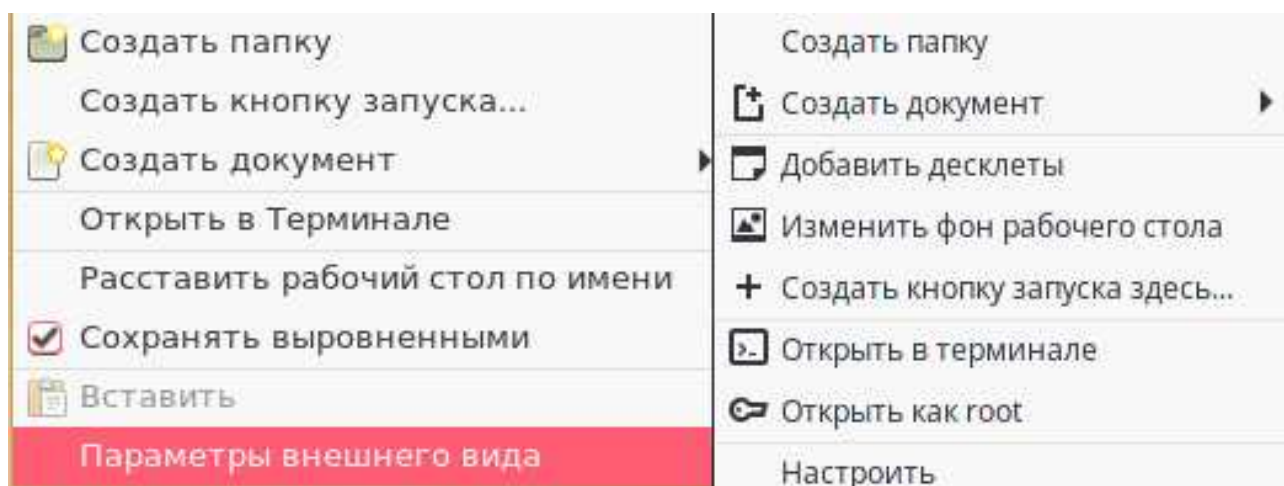 Создать папку
Создать кнопку запуска...
Создать документ
Открыть в Терминале
Расставить рабочий стол по имени
Сохранять выровненными
Вставить
Параметры внешнего вида
Создать папку
Создать документ
Добавить десклеты
Изменить фон рабочего стола
Создать кнопку запуска здесь...
Открыть в терминале
Открыть как root
Настроить